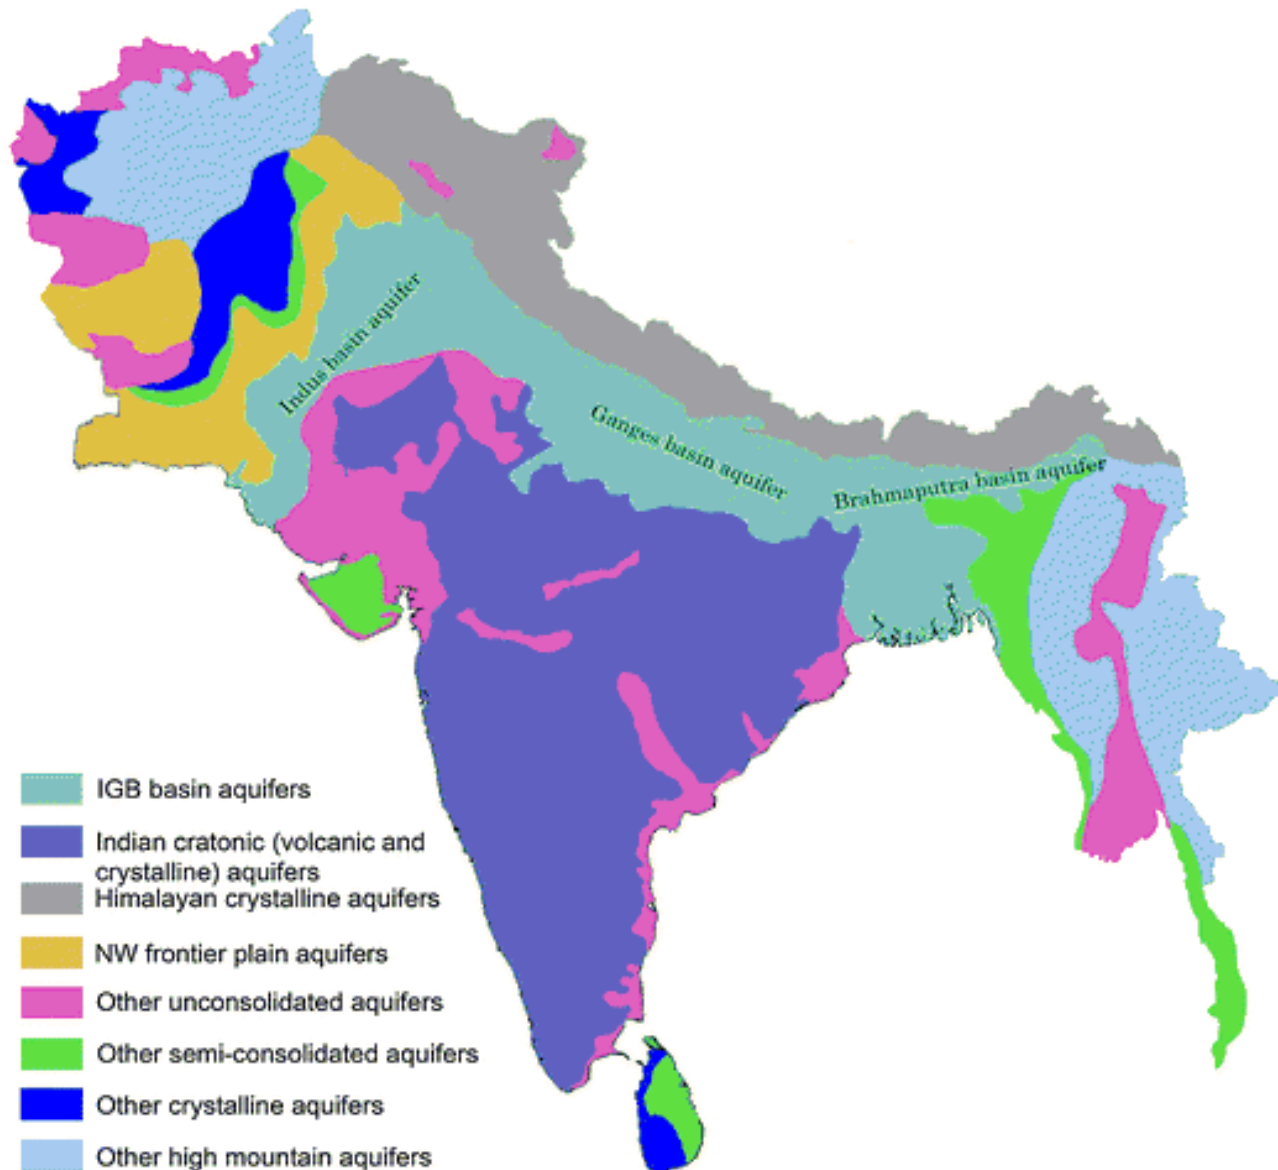 Indus basin aquifer
Ganges basin aquifer
Brahmaputra basin aquifer
IGB basin aquifers
Indian cratonic (volcanic and
crystalline) aquifers
Himalayan crystalline aquifers
NW frontier plain aquifers
Other unconsolidated aquifers
Other semi-consolidated aquifers
Other crystalline aquifers
Other high mountain aquifers